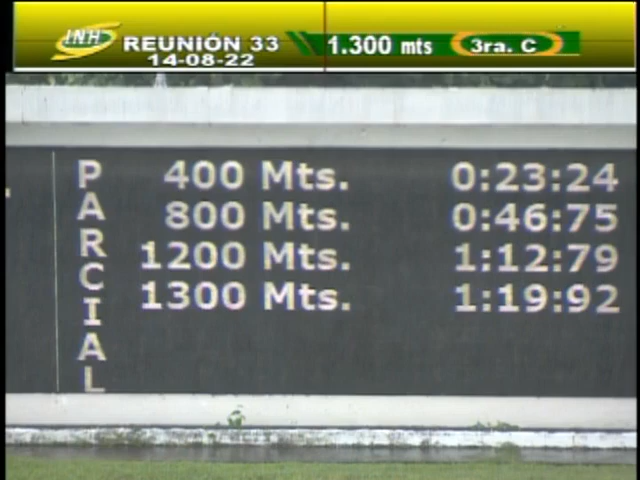 INH REUNIÓN 33 1.300 mts 3ra. C
14-08-22
PARCIAL
400 Mts. 0:23:24
800 Mts. 0:46:75
1200 Mts. 1:12:79
1300 Mts. 1:19:92